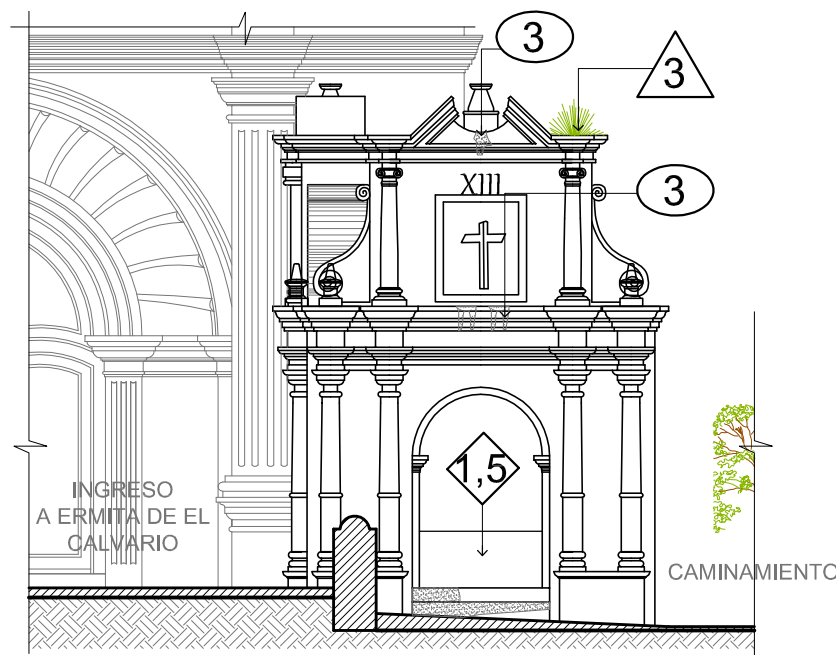 3
3
XIII
3
1,5
INGRESO
A ERMITA DE EL
CALVARIO
CAMINAMIENTO